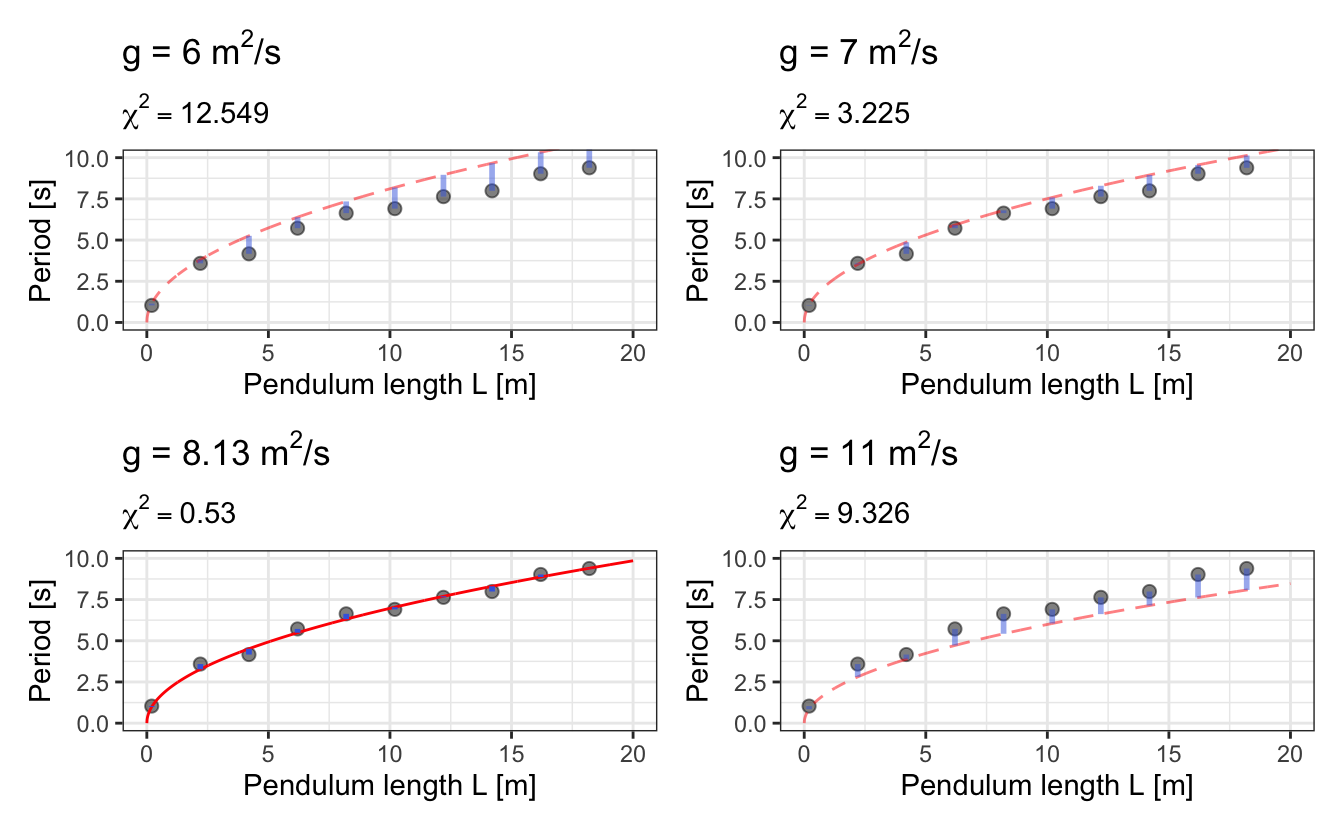 g = 6 m²/s
χ² = 12.549
10.0
7.5
5.0
2.5
0.0
Period [s]
0 5 10 15 20
Pendulum length L [m]
g = 7 m²/s
χ² = 3.225
10.0
7.5
5.0
2.5
0.0
Period [s]
0 5 10 15 20
Pendulum length L [m]
g = 8.13 m²/s
χ² = 0.53
10.0
7.5
5.0
2.5
0.0
Period [s]
0 5 10 15 20
Pendulum length L [m]
g = 11 m²/s
χ² = 9.326
10.0
7.5
5.0
2.5
0.0
Period [s]
0 5 10 15 20
Pendulum length L [m]